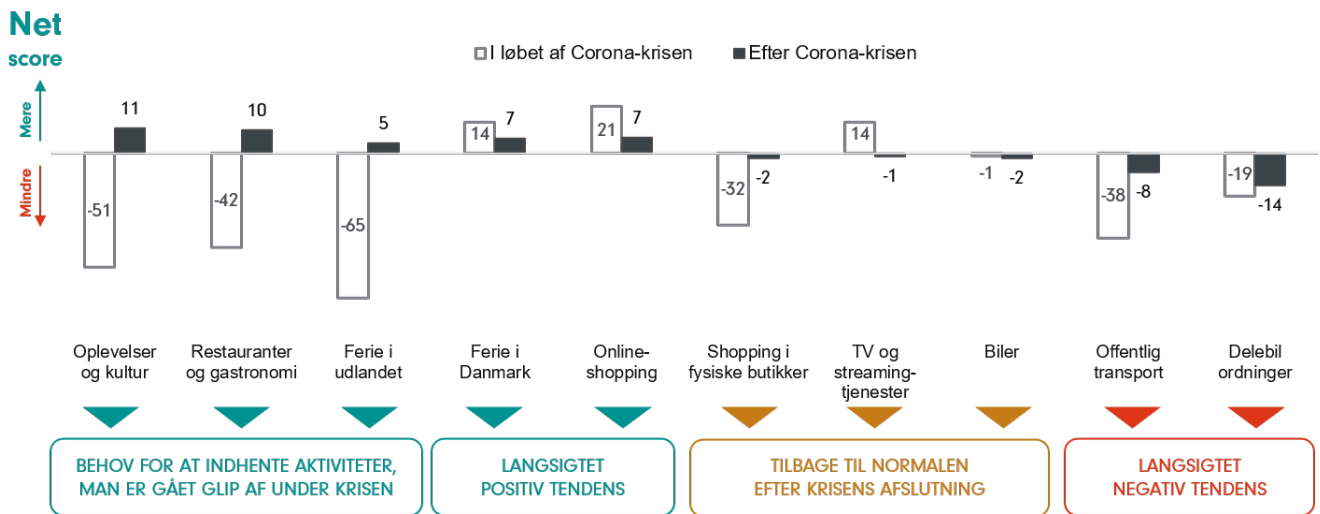 Net
score
I løbet af Corona-krisen
Efter Corona-krisen
Mere
Mindre
11
10
5
14
7
21
7
14
-51
-42
-65
-32
-2
-1
-1
-2
-38
-8
-19
-14
Oplevelser
og kultur
Restauranter
og gastronomi
Ferie i
udlandet
Ferie i
Danmark
Online-
shopping
Shopping i
fysiske butikker
TV og
streaming-
tjenester
Biler
Offentlig
transport
Delebil
ordninger
BEHOV FOR AT INDHENTE AKTIVITETER,
MAN ER GÅET GLIP AF UNDER KRISEN
LANGSIGTET
POSITIV TENDENS
TILBAGE TIL NORMALEN
EFTER KRISENS AFSLUTNING
LANGSIGTET
NEGATIV TENDENS